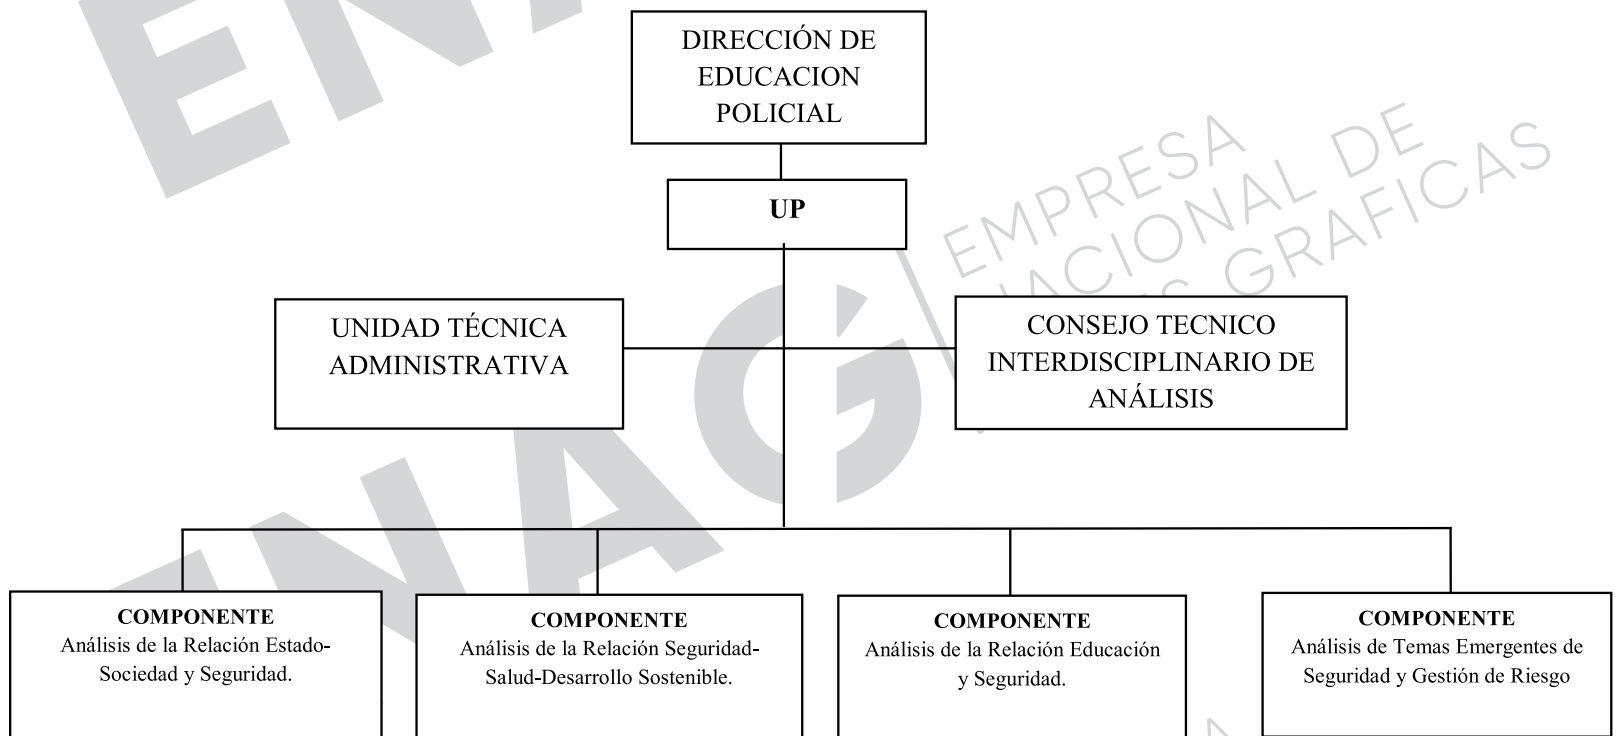 DIRECCIÓN DE
EDUCACION
POLICIAL
UP
EMPRESA
NACIONAL DE
GRAFICAS
UNIDAD TÉCNICA
ADMINISTRATIVA
CONSEJO TECNICO
INTERDISCIPLINARIO DE
ANÁLISIS
ENAG
COMPONENTE
Análisis de la Relación Estado-
Sociedad y Seguridad.
COMPONENTE
Análisis de la Relación Seguridad-
Salud-Desarrollo Sostenible.
COMPONENTE
Análisis de la Relación Educación
y Seguridad.
COMPONENTE
Análisis de Temas Emergentes de
Seguridad y Gestión de Riesgo